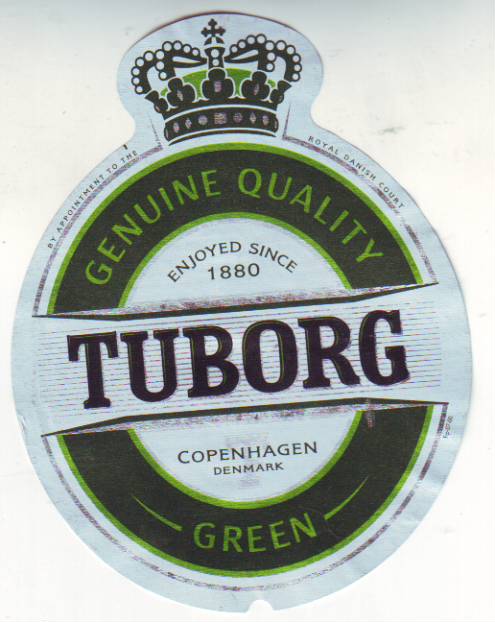 BY APPOINTMENT TO THE
ROYAL DANISH COURT
GENUINE QUALITY
ENJOYED SINCE
1880
TUBORG
COPENHAGEN
DENMARK
GREEN